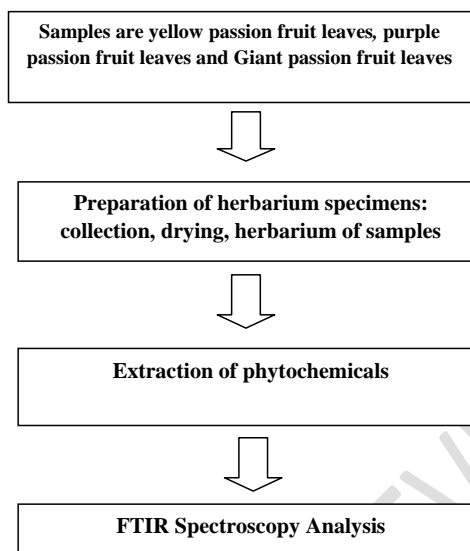 Samples are yellow passion fruit leaves, purple
passion fruit leaves and Giant passion fruit leaves
Preparation of herbarium specimens:
collection, drying, herbarium of samples
Extraction of phytochemicals
FTIR Spectroscopy Analysis